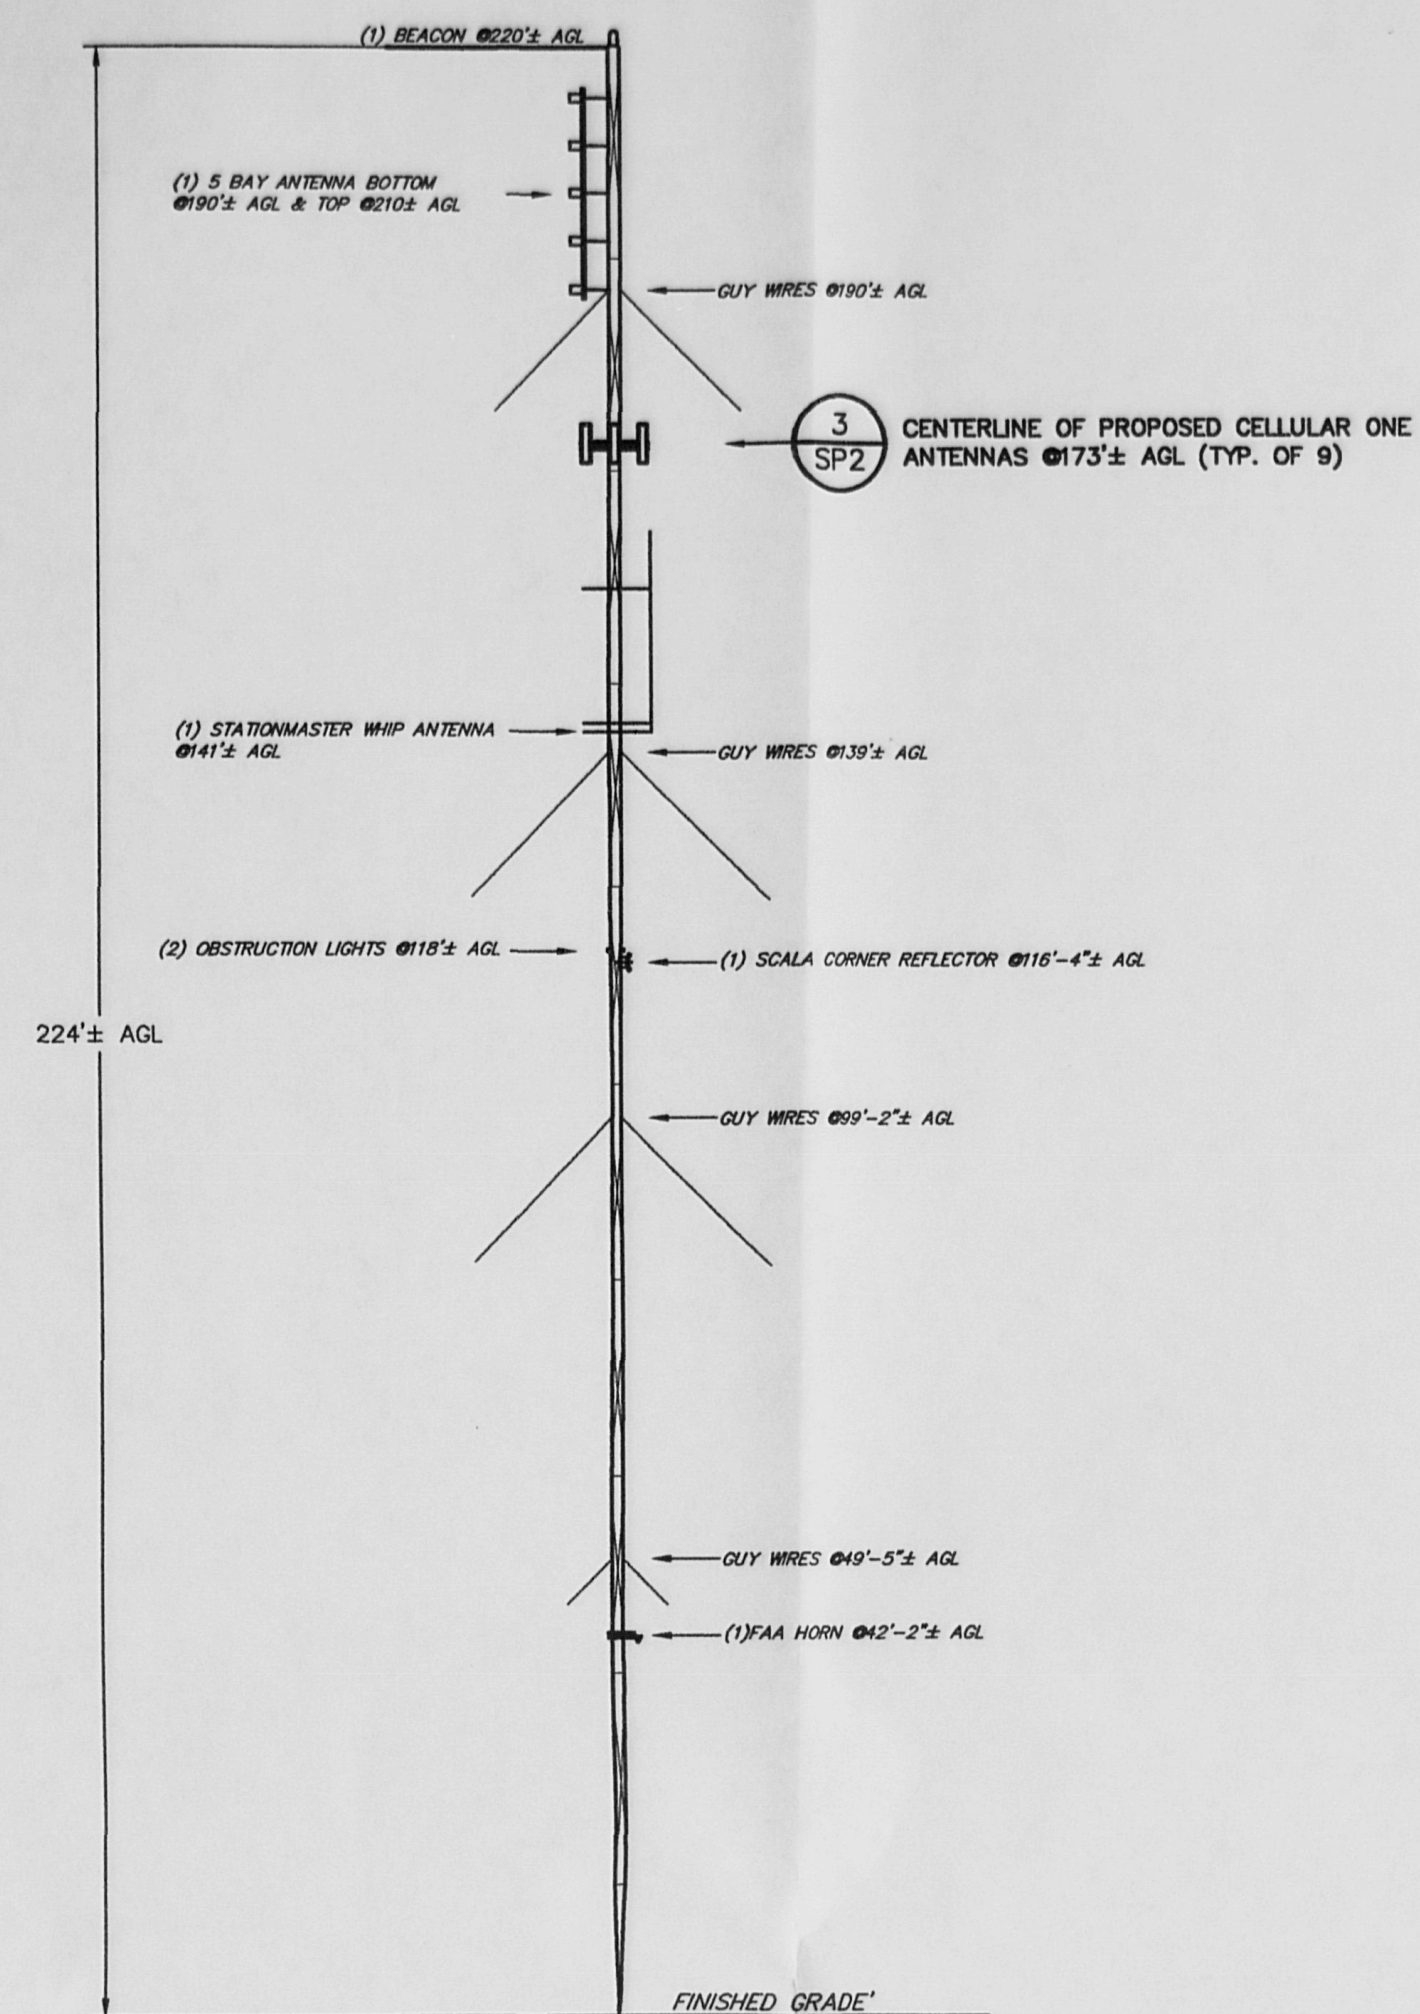 (1) BEACON @220'± AGL
(1) 5 BAY ANTENNA BOTTOM
@190'± AGL & TOP @210± AGL
GUY WIRES @190'± AGL
3
SP2
CENTERLINE OF PROPOSED CELLULAR ONE
ANTENNAS @173'± AGL (TYP. OF 9)
(1) STATIONMASTER WHIP ANTENNA
@141'± AGL
GUY WIRES @139'± AGL
(2) OBSTRUCTION LIGHTS @118'± AGL
(1) SCALA CORNER REFLECTOR @116'-4"± AGL
224'± AGL
GUY WIRES @99'-2"± AGL
GUY WIRES @49'-5"± AGL
(1)FAA HORN @42'-2"± AGL
FINISHED GRADE'